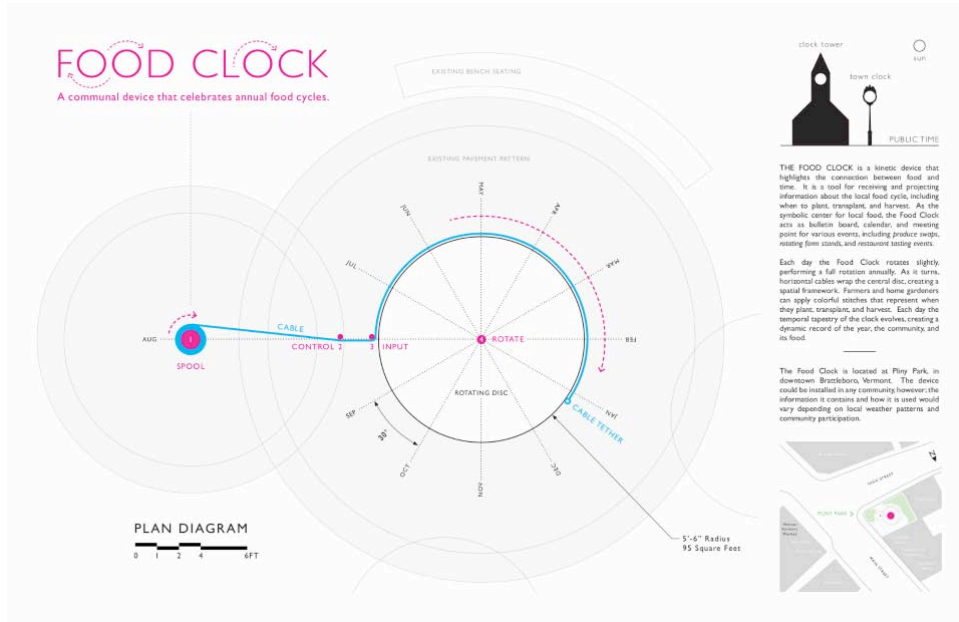 FOOD CLOCK
A communal device that celebrates annual food cycles.
EXISTING BENCH SEATING
EXISTING PAVEMENT PATTERN
MAY
APR
MAR
FEB
JAN
DEC
NOV
OCT
SEP
AUG
JUL
JUN
1
SPOOL
CABLE
CONTROL 2
3 INPUT
4 ROTATE
ROTATING DISC
CABLE TETHER
30°
5'-6" Radius
95 Square Feet
PLAN DIAGRAM
0 1 2 4 6FT
clock tower
sun
town clock
PUBLIC TIME
THE FOOD CLOCK is a kinetic device that
highlights the connection between food and
time. It is a tool for receiving and projecting
information about the local food cycle, including
when to plant, transplant, and harvest. As the
symbolic center for local food, the Food Clock
acts as bulletin board, calendar, and meeting
point for various events, including produce swaps,
rotating farm stands, and restaurant tasting events.
Each day the Food Clock rotates slightly,
performing a full rotation annually. As it turns,
horizontal cables wrap the central disc, creating a
spatial framework. Farmers and home gardeners
can apply colorful stitches that represent when
they plant, transplant, and harvest. Each day the
temporal tapestry of the clock evolves, creating a
dynamic record of the year, the community, and
its food.
The Food Clock is located at Pliny Park, in
downtown Brattleboro, Vermont. The device
could be installed in any community, however; the
information it contains and how it is used would
vary depending on local weather patterns and
community participation.
N
MAIN STREET
PLINY PARK